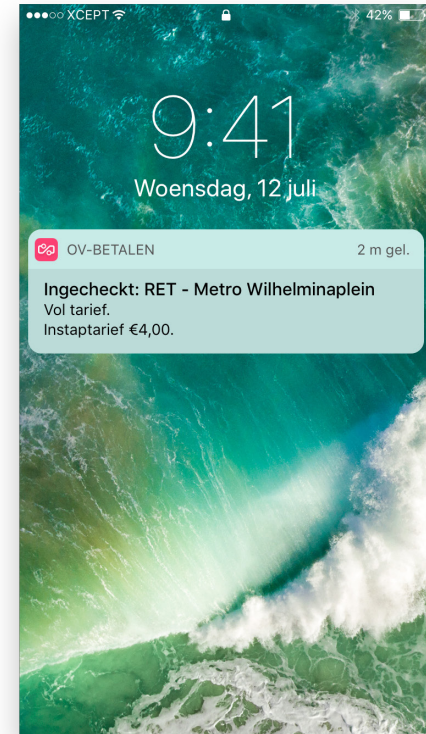 XCEPT
42%
9:41
Woensdag, 12 juli
OV-BETALEN 2 m gel.
Ingecheckt: RET - Metro Wilhelminaplein
Vol tarief.
Instaptarief €4,00.